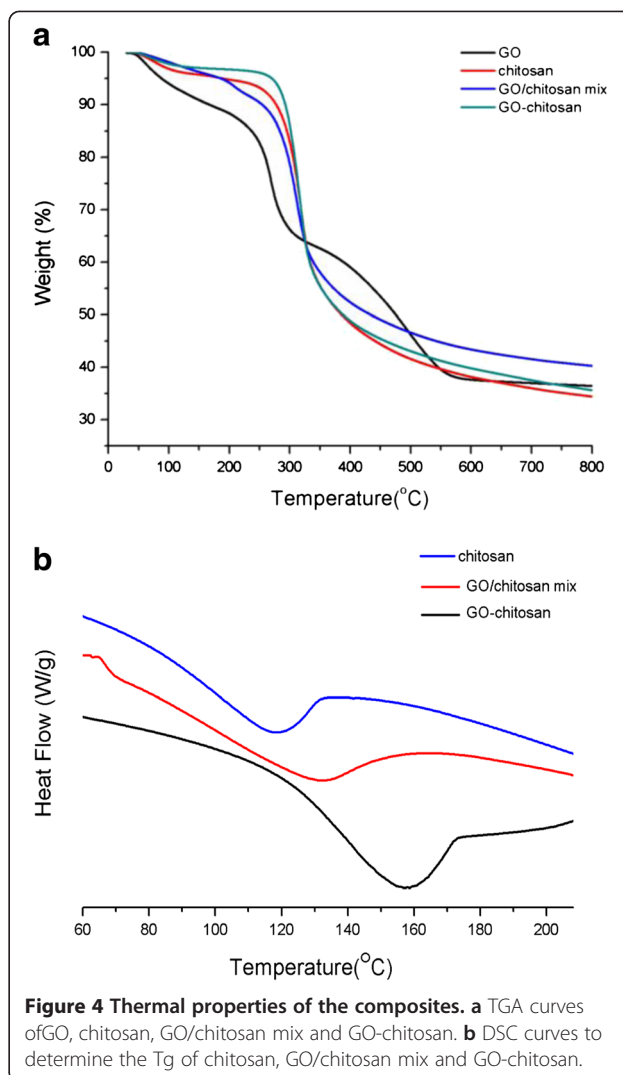 a
GO
chitosan
GO/chitosan mix
GO-chitosan
100
90
80
70
60
50
40
30
Weight (%)
0 100 200 300 400 500 600 700 800
Temperature(°C)
b
chitosan
GO/chitosan mix
GO-chitosan
Heat Flow (W/g)
60 80 100 120 140 160 180 200
Temperature(°C)
Figure 4 Thermal properties of the composites. a TGA curves
ofGO, chitosan, GO/chitosan mix and GO-chitosan. b DSC curves to
determine the Tg of chitosan, GO/chitosan mix and GO-chitosan.